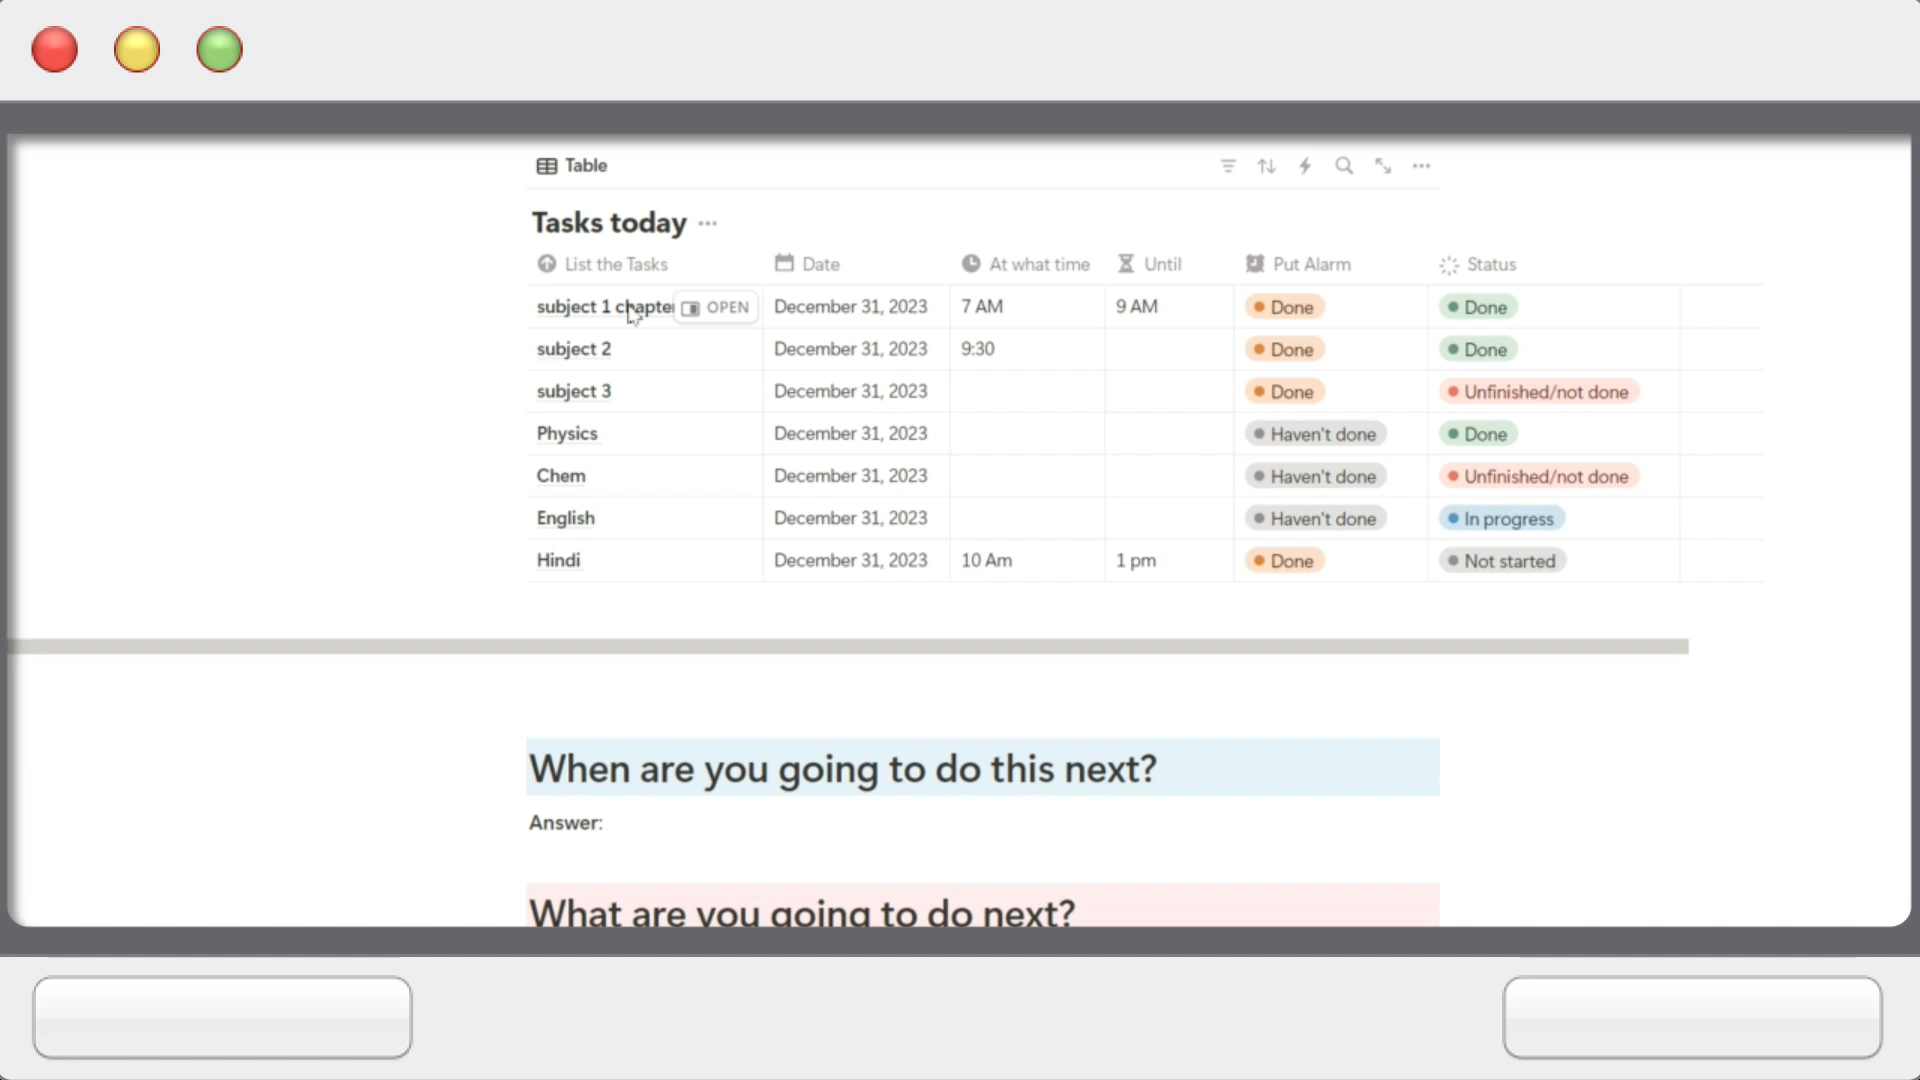 Table
Tasks today ...
List the Tasks Date At what time Until Put Alarm Status
subject 1 chapter OPEN December 31, 2023 7 AM 9 AM Done Done
subject 2 December 31, 2023 9:30 Done Done
subject 3 December 31, 2023 Done Unfinished/not done
Physics December 31, 2023 Haven't done Done
Chem December 31, 2023 Haven't done Unfinished/not done
English December 31, 2023 Haven't done In progress
Hindi December 31, 2023 10 Am 1 pm Done Not started
When are you going to do this next?
Answer:
What are you going to do next?